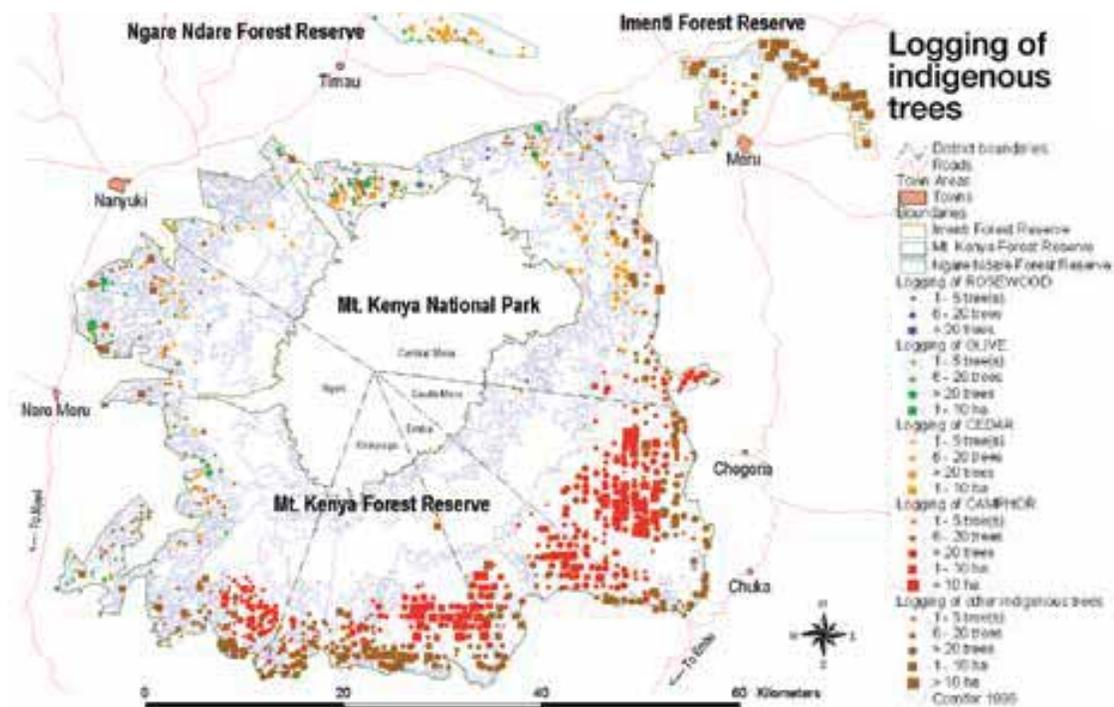 Ngare Ndare Forest Reserve
Imenti Forest Reserve
Logging of
indigenous
trees
Timau
Meru
Nanyuki
Mt. Kenya National Park
Central Meru
Nyeri
South Meru
Embu
Kirinyaga
Naro Moru
Mt. Kenya Forest Reserve
Chogoria
Chuka
To Embu
N
W E
S
0 20 40 60 Kilometers
District boundaries
Roads
Town Areas
Towns
Boundaries
Imenti Forest Reserve
Mt. Kenya Forest Reserve
Ngare Ndare Forest Reserve
Logging of ROSEWOOD
1 - 5 tree(s)
6 - 20 trees
> 20 trees
Logging of OLIVE
1 - 5 tree(s)
6 - 20 trees
> 20 trees
1 - 10 ha
Logging of CEDAR
1 - 5 tree(s)
6 - 20 trees
> 20 trees
1 - 10 ha
Logging of CAMPHOR
1 - 5 tree(s)
6 - 20 trees
> 20 trees
1 - 10 ha
> 10 ha
Logging of other indigenous trees
1 - 5 tree(s)
6 - 20 trees
> 20 trees
1 - 10 ha
> 10 ha